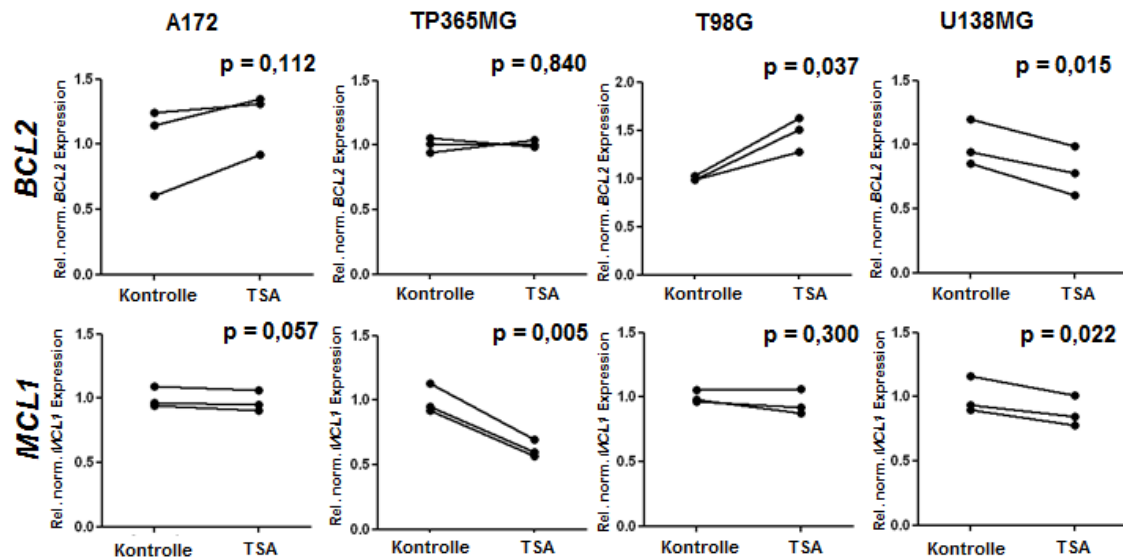 A172 TP365MG T98G U138MG
p = 0,112 p = 0,840 p = 0,037 p = 0,015
BCL2
Rel. norm. BCL2 Expression
1.5
1.0
0.5
0.0
Kontrolle TSA
Rel. norm. BCL2 Expression
1.5
1.0
0.5
0.0
Kontrolle TSA
Rel. norm. BCL2 Expression
2.0
1.5
1.0
0.5
0.0
Kontrolle TSA
Rel. norm. BCL2 Expression
1.5
1.0
0.5
0.0
Kontrolle TSA
p = 0,057 p = 0,005 p = 0,300 p = 0,022
MCL1
Rel. norm. MCL1 Expression
1.5
1.0
0.5
0.0
Kontrolle TSA
Rel. norm. MCL1 Expression
1.5
1.0
0.5
0.0
Kontrolle TSA
Rel. norm. MCL1 Expression
1.5
1.0
0.5
0.0
Kontrolle TSA
Rel. norm. MCL1 Expression
1.5
1.0
0.5
0.0
Kontrolle TSA